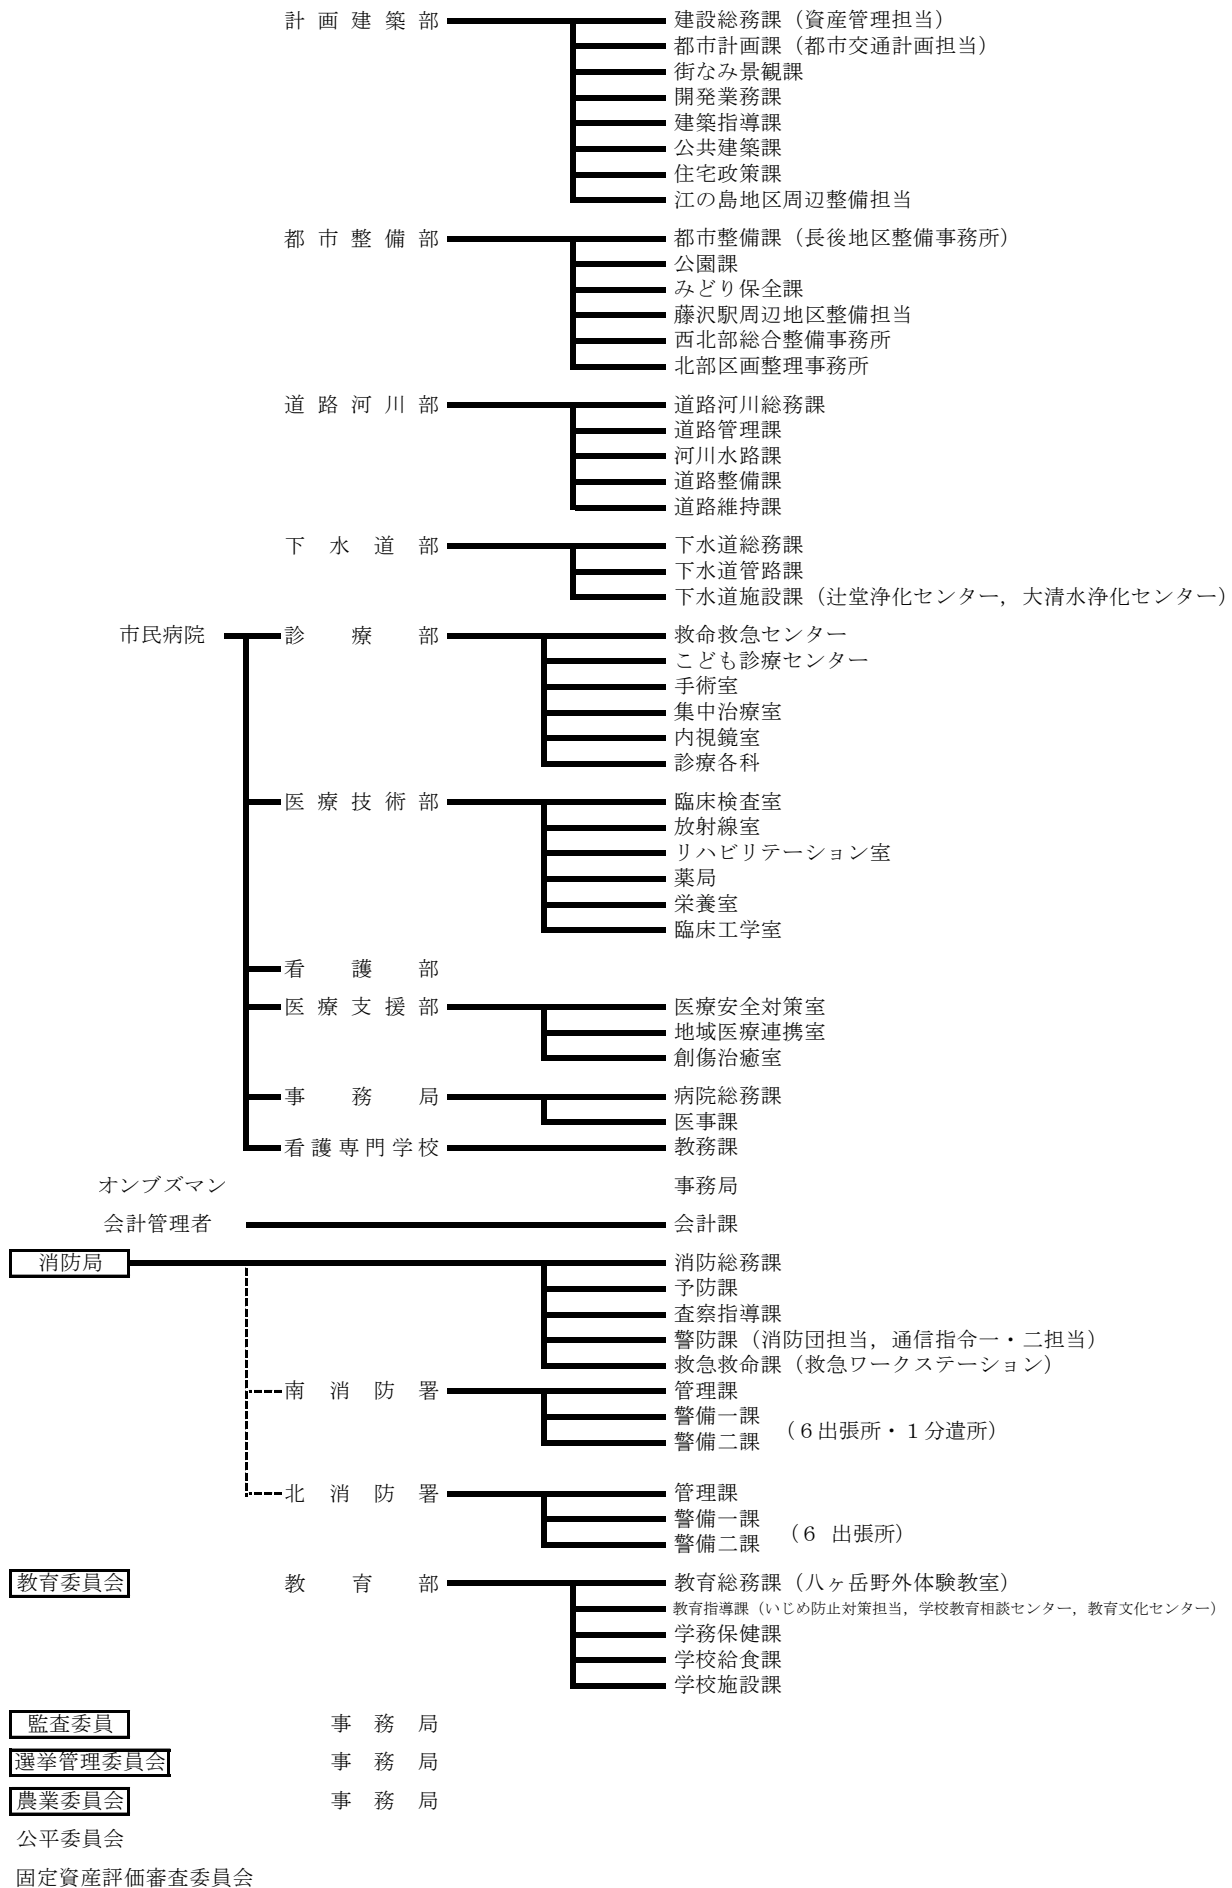 計画建築部 建設総務課（資産管理担当）
都市計画課（都市交通計画担当）
街なみ景観課
開発業務課
建築指導課
公共建築課
住宅政策課
江の島地区周辺整備担当
都市整備部 都市整備課（長後地区整備事務所）
公園課
みどり保全課
藤沢駅周辺地区整備担当
西北部総合整備事務所
北部区画整理事務所
道路河川部 道路河川総務課
道路管理課
河川水路課
道路整備課
道路維持課
下水道部 下水道総務課
下水道管路課
下水道施設課（辻堂浄化センター，大清水浄化センター）
市民病院 診療部 救命救急センター
こども診療センター
手術室
集中治療室
内視鏡室
診療各科
医療技術部 臨床検査室
放射線室
リハビリテーション室
薬局
栄養室
臨床工学室
看護部
医療支援部 医療安全対策室
地域医療連携室
創傷治癒室
事務局 病院総務課
医事課
看護専門学校 教務課
オンブズマン 事務局
会計管理者 会計課
消防局 消防総務課
予防課
査察指導課
警防課（消防団担当，通信指令一・二担当）
救急救命課（救急ワークステーション）
南消防署 管理課
警備一課
（６出張所・１分遣所）
警備二課
北消防署 管理課
警備一課
（６ 出張所）
警備二課
教育委員会 教育部 教育総務課（八ヶ岳野外体験教室）
教育指導課（いじめ防止対策担当，学校教育相談センター，教育文化センター）
学務保健課
学校給食課
学校施設課
監査委員 事務局
選挙管理委員会 事務局
農業委員会 事務局
公平委員会
固定資産評価審査委員会